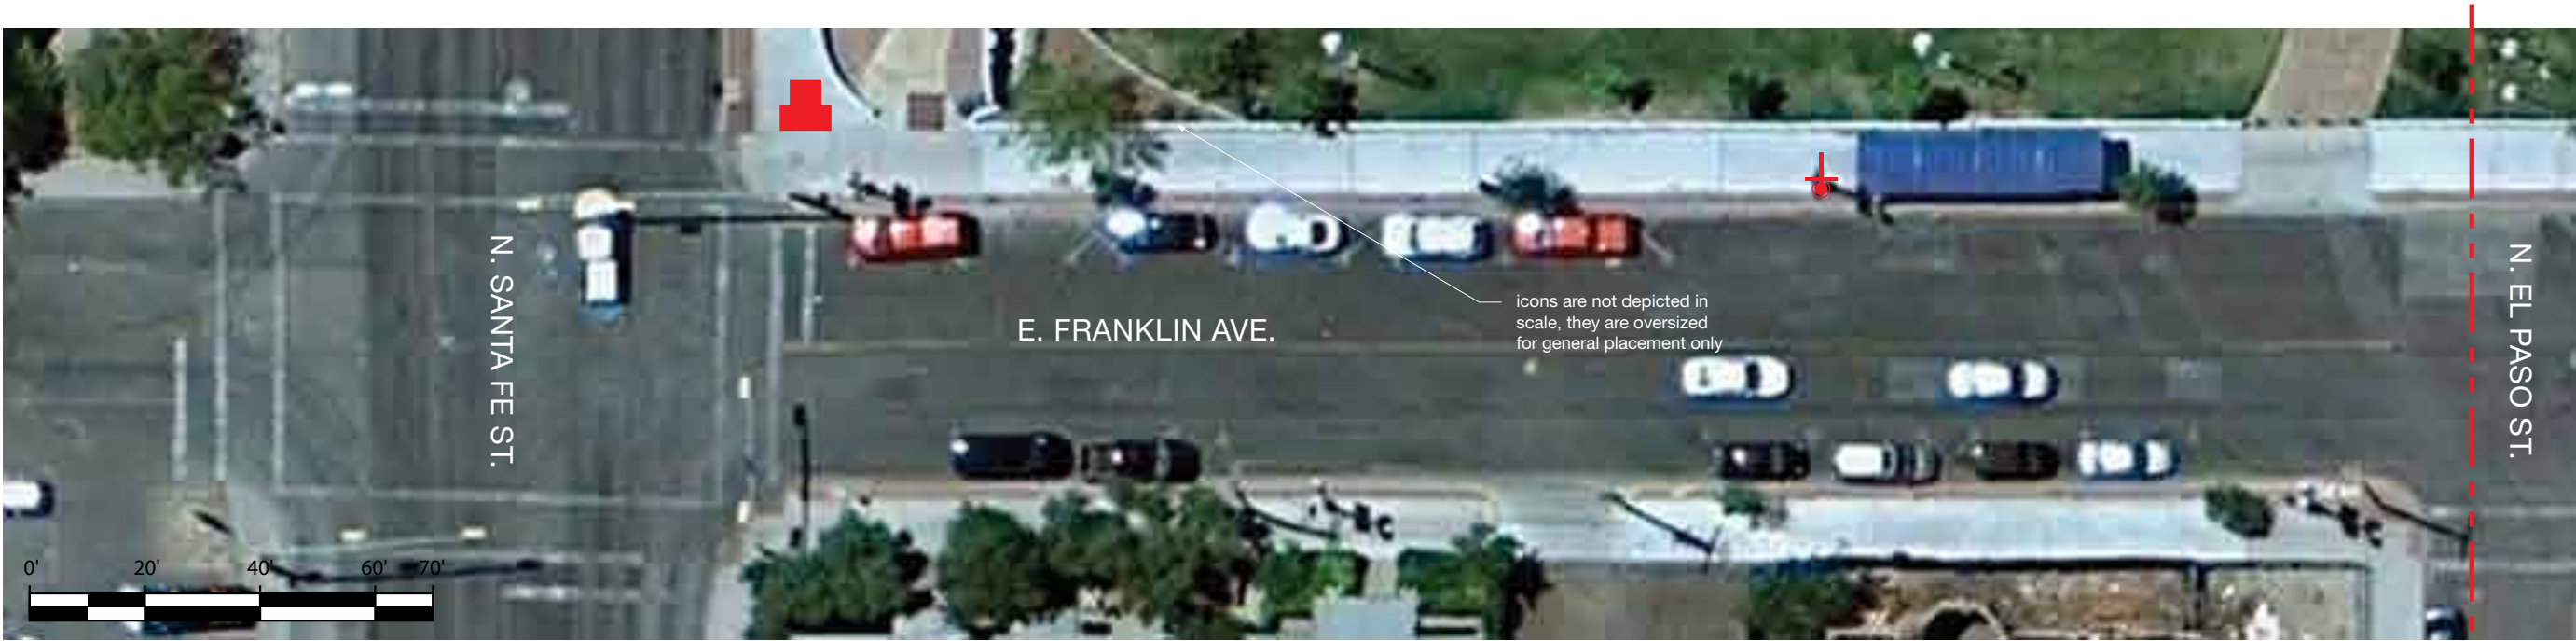 N. SANTA FE ST.
E. FRANKLIN AVE.
icons are not depicted in
scale, they are oversized
for general placement only
N. EL PASO ST.
0' 20' 40' 60' 70'